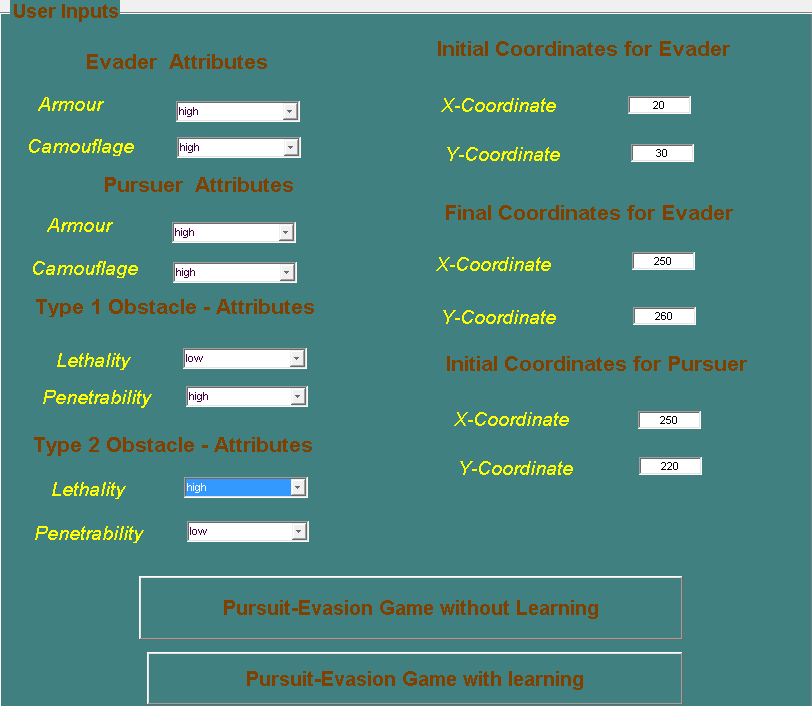 User Inputs
Evader Attributes
Armour high
Camouflage high
Pursuer Attributes
Armour high
Camouflage high
Type 1 Obstacle - Attributes
Lethality low
Penetrability high
Type 2 Obstacle - Attributes
Lethality high
Penetrability low
Initial Coordinates for Evader
X-Coordinate 20
Y-Coordinate 30
Final Coordinates for Evader
X-Coordinate 250
Y-Coordinate 260
Initial Coordinates for Pursuer
X-Coordinate 250
Y-Coordinate 220
Pursuit-Evasion Game without Learning
Pursuit-Evasion Game with learning